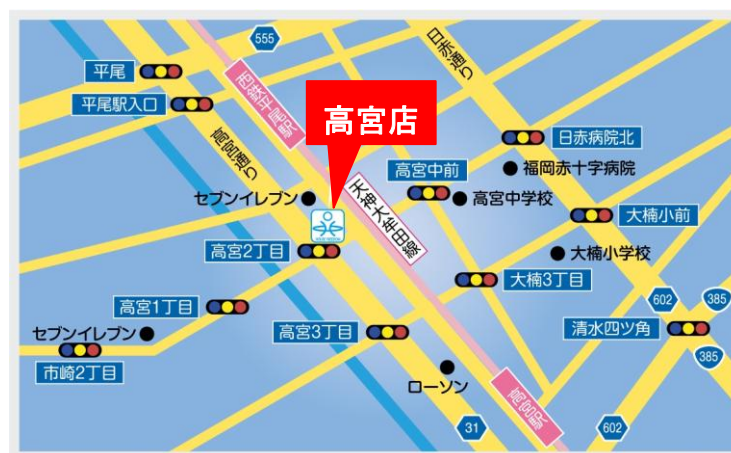 555
日赤通り
平尾
西鉄平尾駅
平尾駅入口
高宮店
日赤病院北
高宮通り
高宮中前
福岡赤十字病院
セブンイレブン
天神大牟田線
高宮中学校
大楠小前
高宮2丁目
大楠小学校
大楠3丁目
602
385
高宮1丁目
セブンイレブン
高宮3丁目
清水四ツ角
市崎2丁目
385
ローソン
高宮駅
31
602